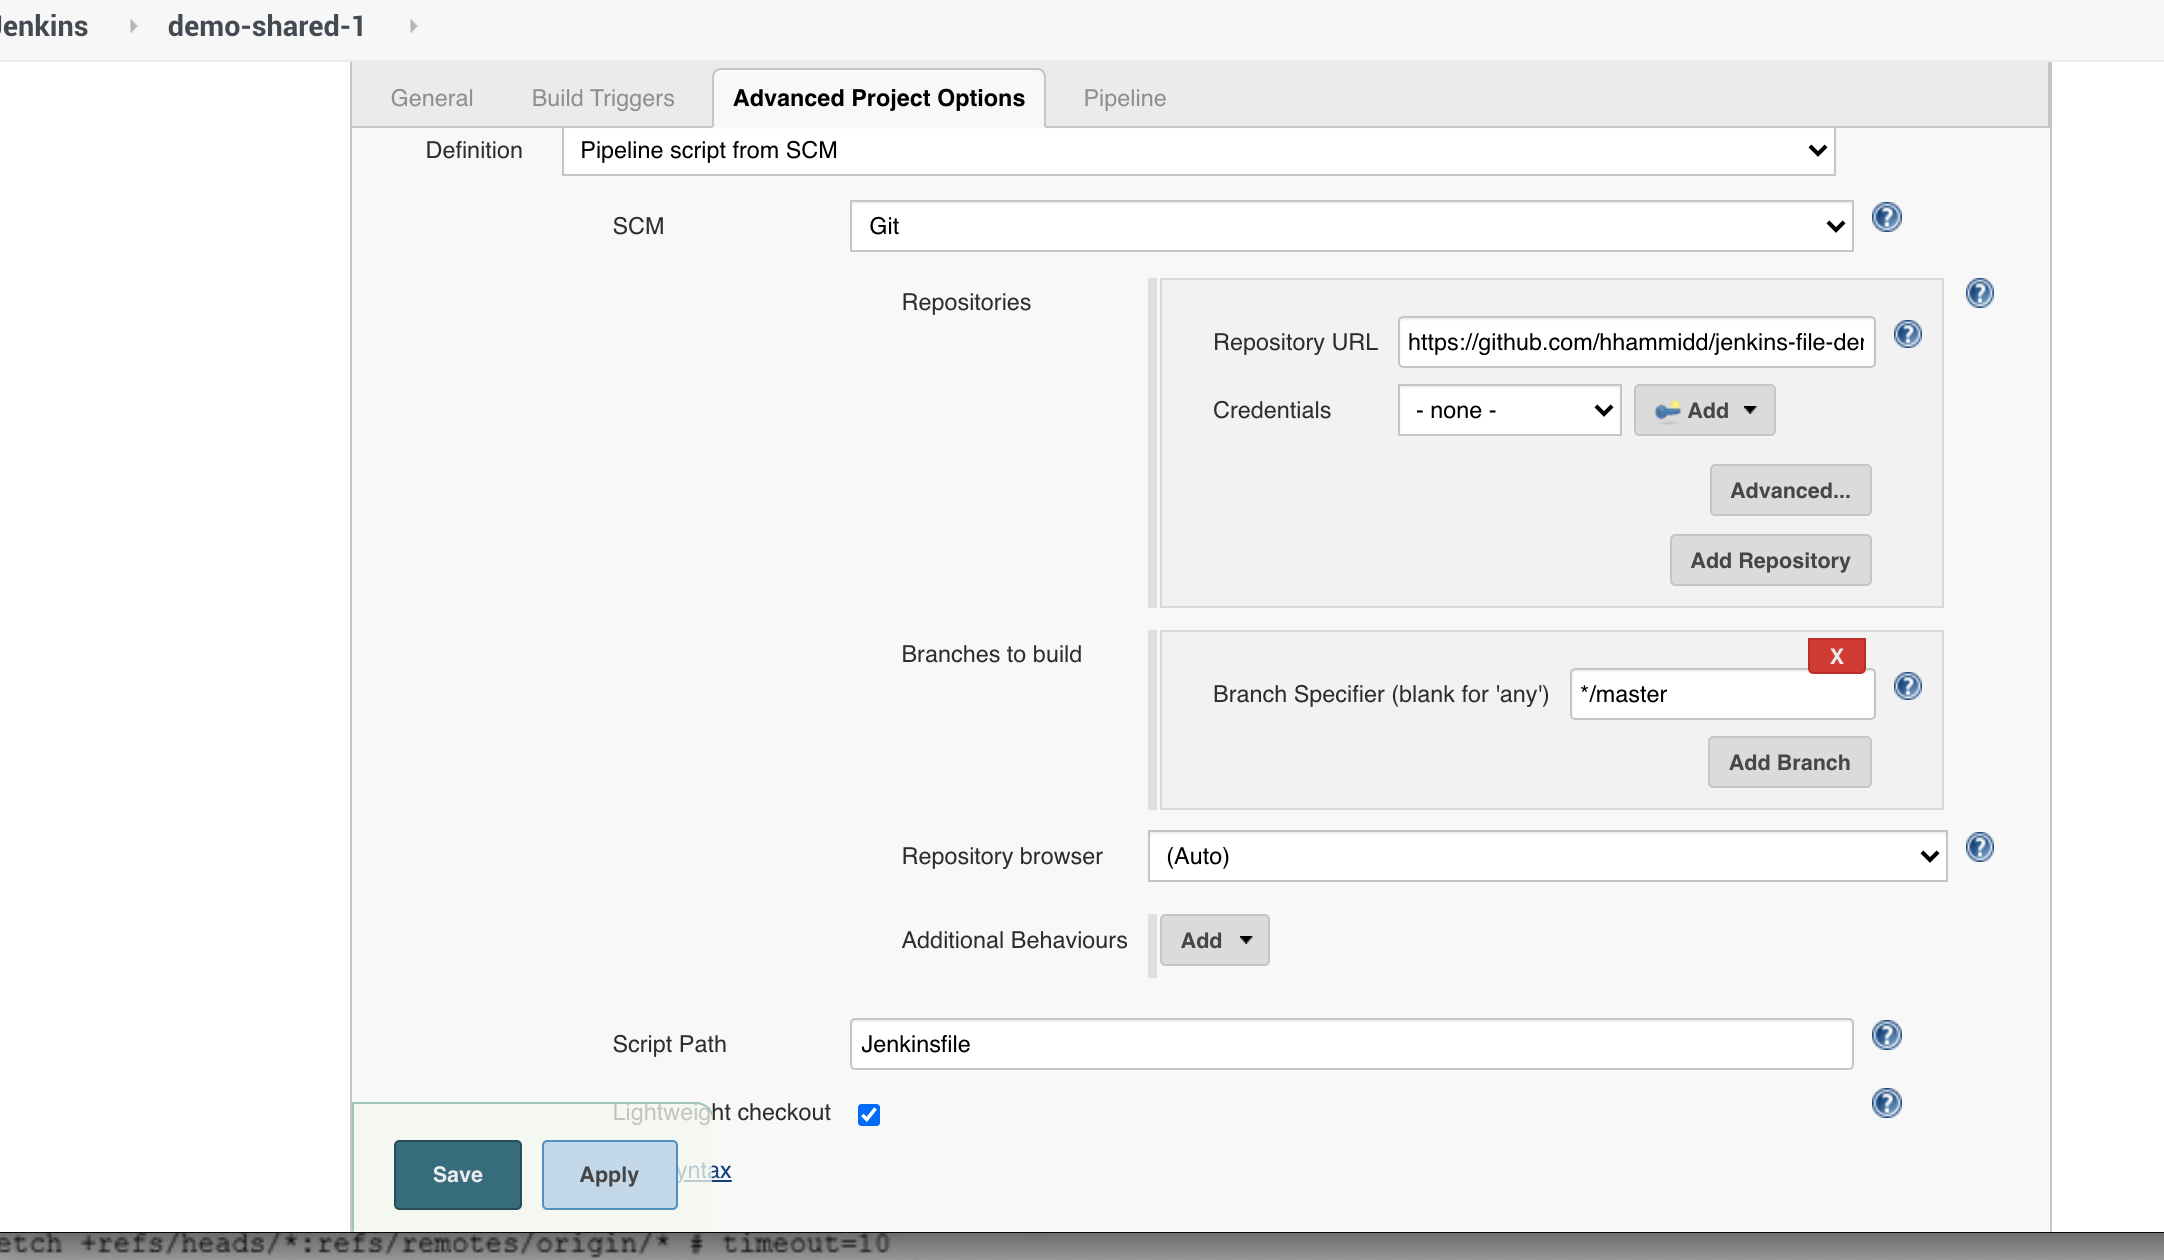 Jenkins demo-shared-1
General Build Triggers Advanced Project Options Pipeline
Definition Pipeline script from SCM
SCM Git
Repositories
Repository URL https://github.com/hhammidd/jenkins-file-der
Credentials - none - Add
Advanced...
Add Repository
Branches to build
X
Branch Specifier (blank for 'any') */master
Add Branch
Repository browser (Auto)
Additional Behaviours Add
Script Path Jenkinsfile
Lightweight checkout
Save Apply yntax
etch +refs/heads/*:refs/remotes/origin/* # timeout=10